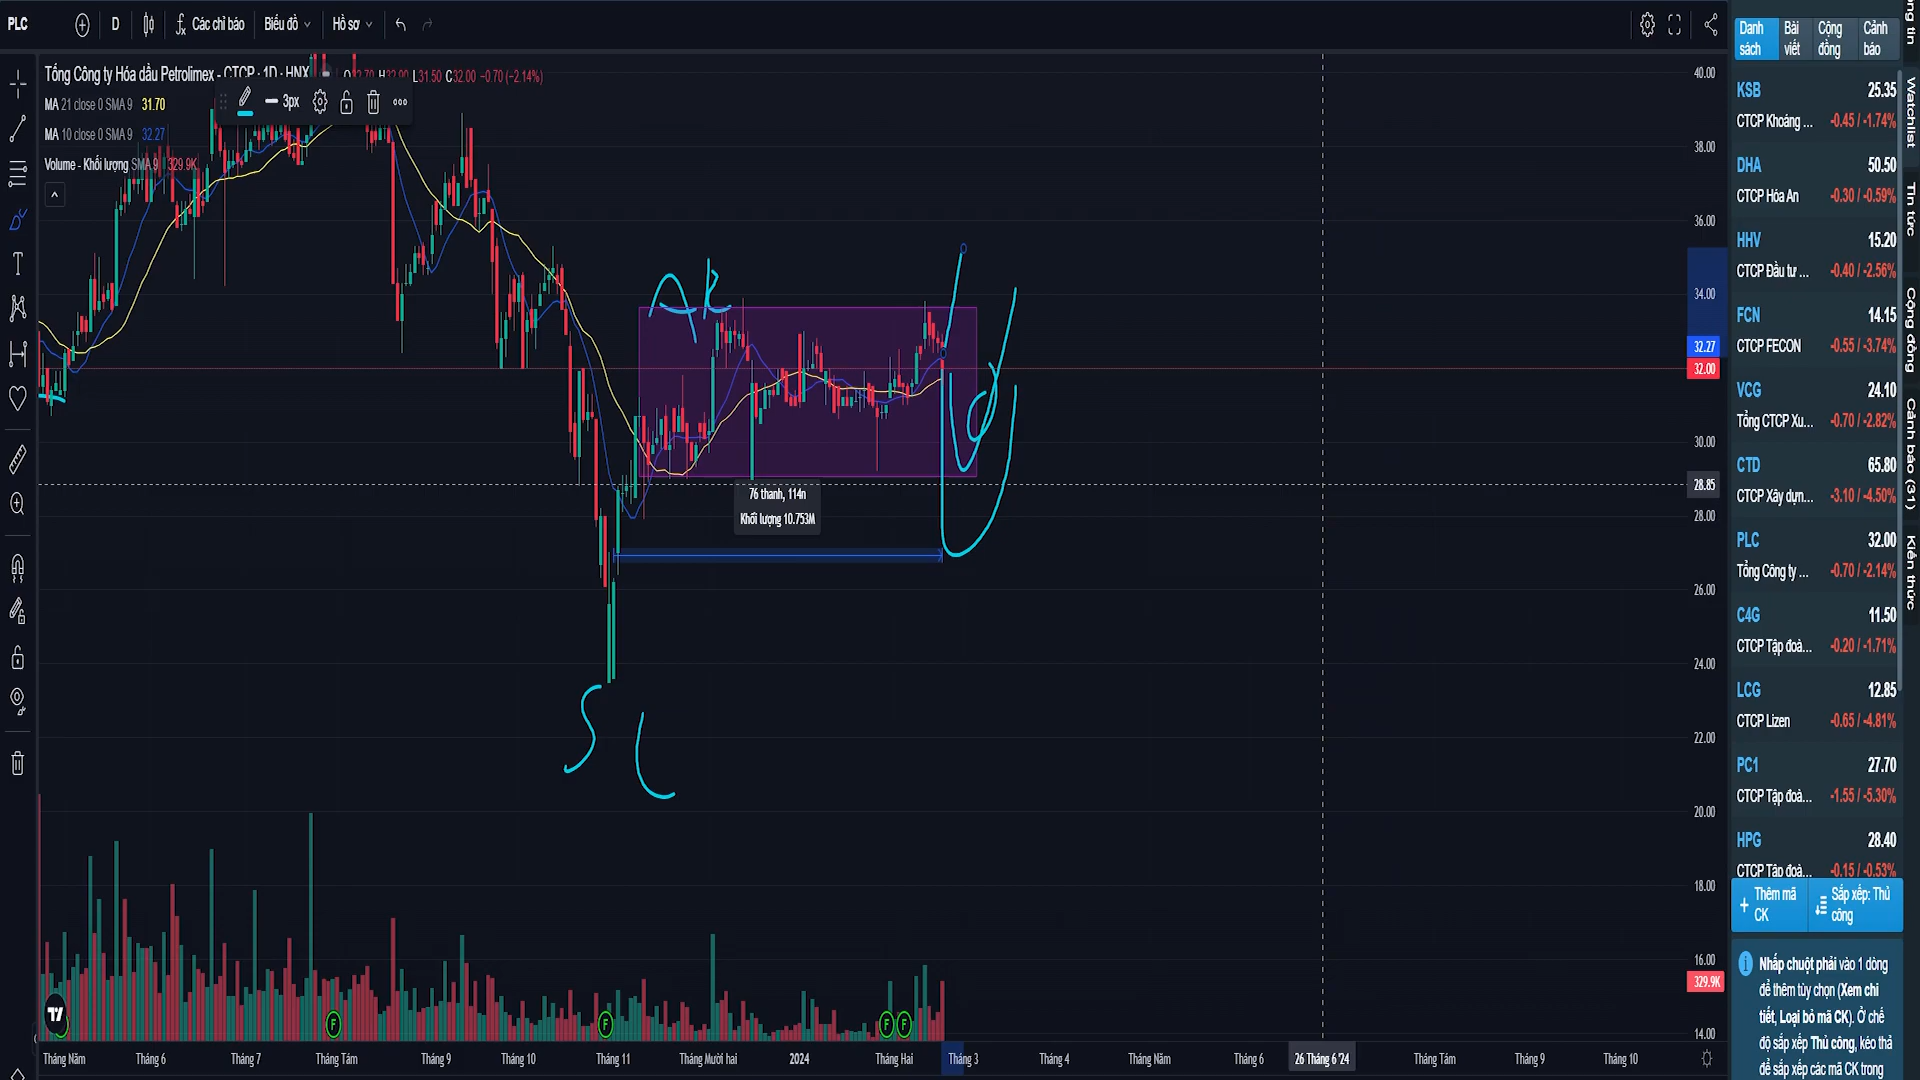 PLC
D
Các chỉ báo
Biểu đồ
Hồ sơ
Tổng Công ty Hóa dầu Petrolimex - CTCP · 1D · HNX
L31.50 C32.00 −0.70 (−2.14%)
MA 21 close 0 SMA 9 31.70
3px
MA 10 close 0 SMA 9 32.27
Volume - Khối lượng SMA 9 329.9K
76 thanh, 114n
Khối lượng 10.753M
40.00
38.00
36.00
34.00
32.27
32.00
30.00
28.85
28.00
26.00
24.00
22.00
20.00
18.00
16.00
329.9K
14.00
F
F
F
F
Tháng Năm
Tháng 6
Tháng 7
Tháng Tám
Tháng 9
Tháng 10
Tháng 11
Tháng Mười hai
2024
Tháng Hai
Tháng 3
Tháng 4
Tháng Năm
Tháng 6
26 Tháng 6 '24
Tháng Tám
Tháng 9
Tháng 10
Danh sách
Bài viết
Cộng đồng
Cảnh báo
KSB 25.35
CTCP Khoáng ... -0.45 / -1.74%
DHA 50.50
CTCP Hóa An -0.30 / -0.59%
HHV 15.20
CTCP Đầu tư ... -0.40 / -2.56%
FCN 14.15
CTCP FECON -0.55 / -3.74%
VCG 24.10
Tổng CTCP Xu... -0.70 / -2.82%
CTD 65.80
CTCP Xây dựn... -3.10 / -4.50%
PLC 32.00
Tổng Công ty ... -0.70 / -2.14%
C4G 11.50
CTCP Tập đoà... -0.20 / -1.71%
LCG 12.85
CTCP Lizen -0.65 / -4.81%
PC1 27.70
CTCP Tập đoà... -1.55 / -5.30%
HPG 28.40
CTCP Tập đoà... -0.15 / -0.53%
+ Thêm mã CK
Sắp xếp: Thủ công
Nhấp chuột phải vào 1 dòng
để thêm tùy chọn (Xem chi
tiết, Loại bỏ mã CK). Ở chế
độ sắp xếp Thủ công, kéo thả
để sắp xếp các mã CK trong
Watchlist
Tin tức
Cộng đồng
Cảnh báo (31)
Kiến thức